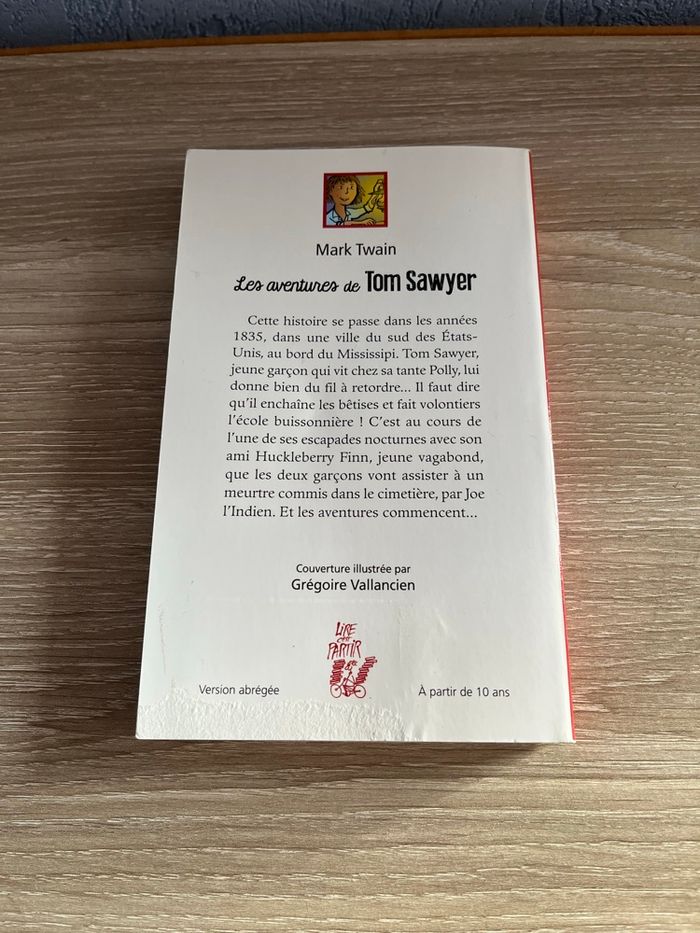 Mark Twain
Les aventures de Tom Sawyer
Cette histoire se passe dans les années
1835, dans une ville du sud des États-
Unis, au bord du Mississipi. Tom Sawyer,
jeune garçon qui vit chez sa tante Polly, lui
donne bien du fil à retordre... Il faut dire
qu'il enchaîne les bêtises et fait volontiers
l'école buissonnière ! C'est au cours de
l'une de ses escapades nocturnes avec son
ami Huckleberry Finn, jeune vagabond,
que les deux garçons vont assister à un
meurtre commis dans le cimetière, par Joe
l'Indien. Et les aventures commencent...
Couverture illustrée par
Grégoire Vallancien
LIRE
c'est
PARTIR
Version abrégée
À partir de 10 ans